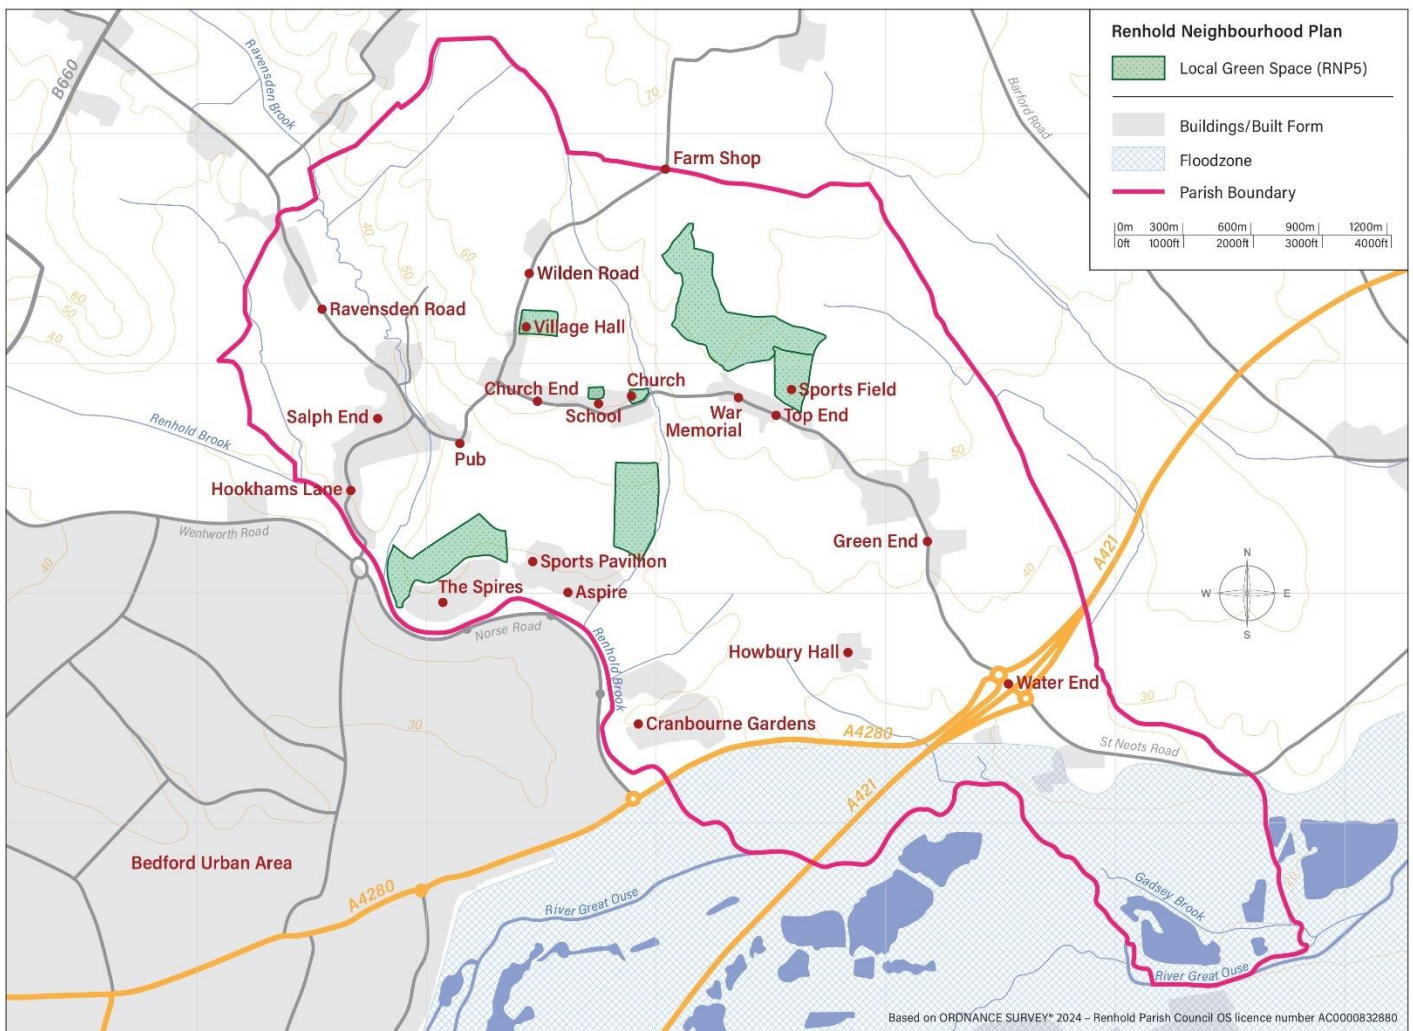 Renhold Neighbourhood Plan
Local Green Space (RNP5)
Buildings/Built Form
Floodzone
Parish Boundary
0m 300m 600m 900m 1200m
0ft 1000ft 2000ft 3000ft 4000ft
B660
Ravensden Brook
70
Barford Road
Farm Shop
40
50
60
Wilden Road
60
50
40
Ravensden Road
Village Hall
Church End
School
Church
Sports Field
War
Memorial
Top End
Salph End
Renhold Brook
Pub
50
Hookhams Lane
Wentworth Road
40
Green End
A421
40
Sports Pavillion
The Spires
Aspire
Norse Road
N
W E
S
Renhold Brook
Howbury Hall
Water End
30
Cranbourne Gardens
30
A4280
St Neots Road
A421
Bedford Urban Area
A4280
River Great Ouse
Gadsey Brook
20
River Great Ouse
Based on ORDNANCE SURVEY® 2024 – Renhold Parish Council OS licence number AC0000832880